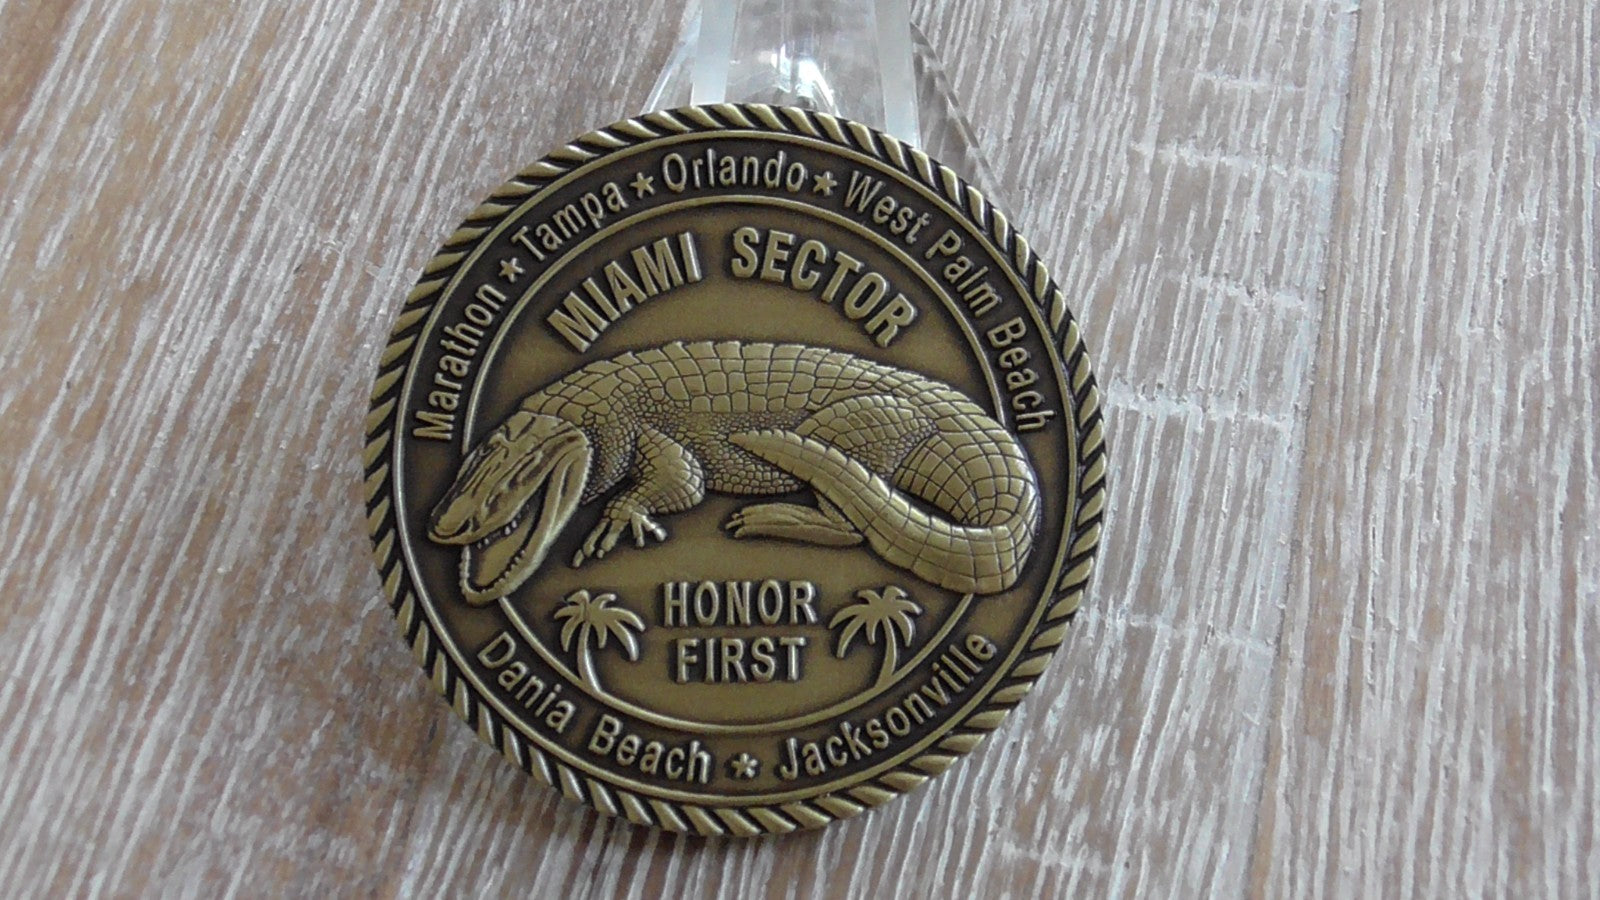 Marathon ★ Tampa ★ Orlando ★ West Palm Beach
MIAMI SECTOR
HONOR
FIRST
Dania Beach ★ Jacksonville